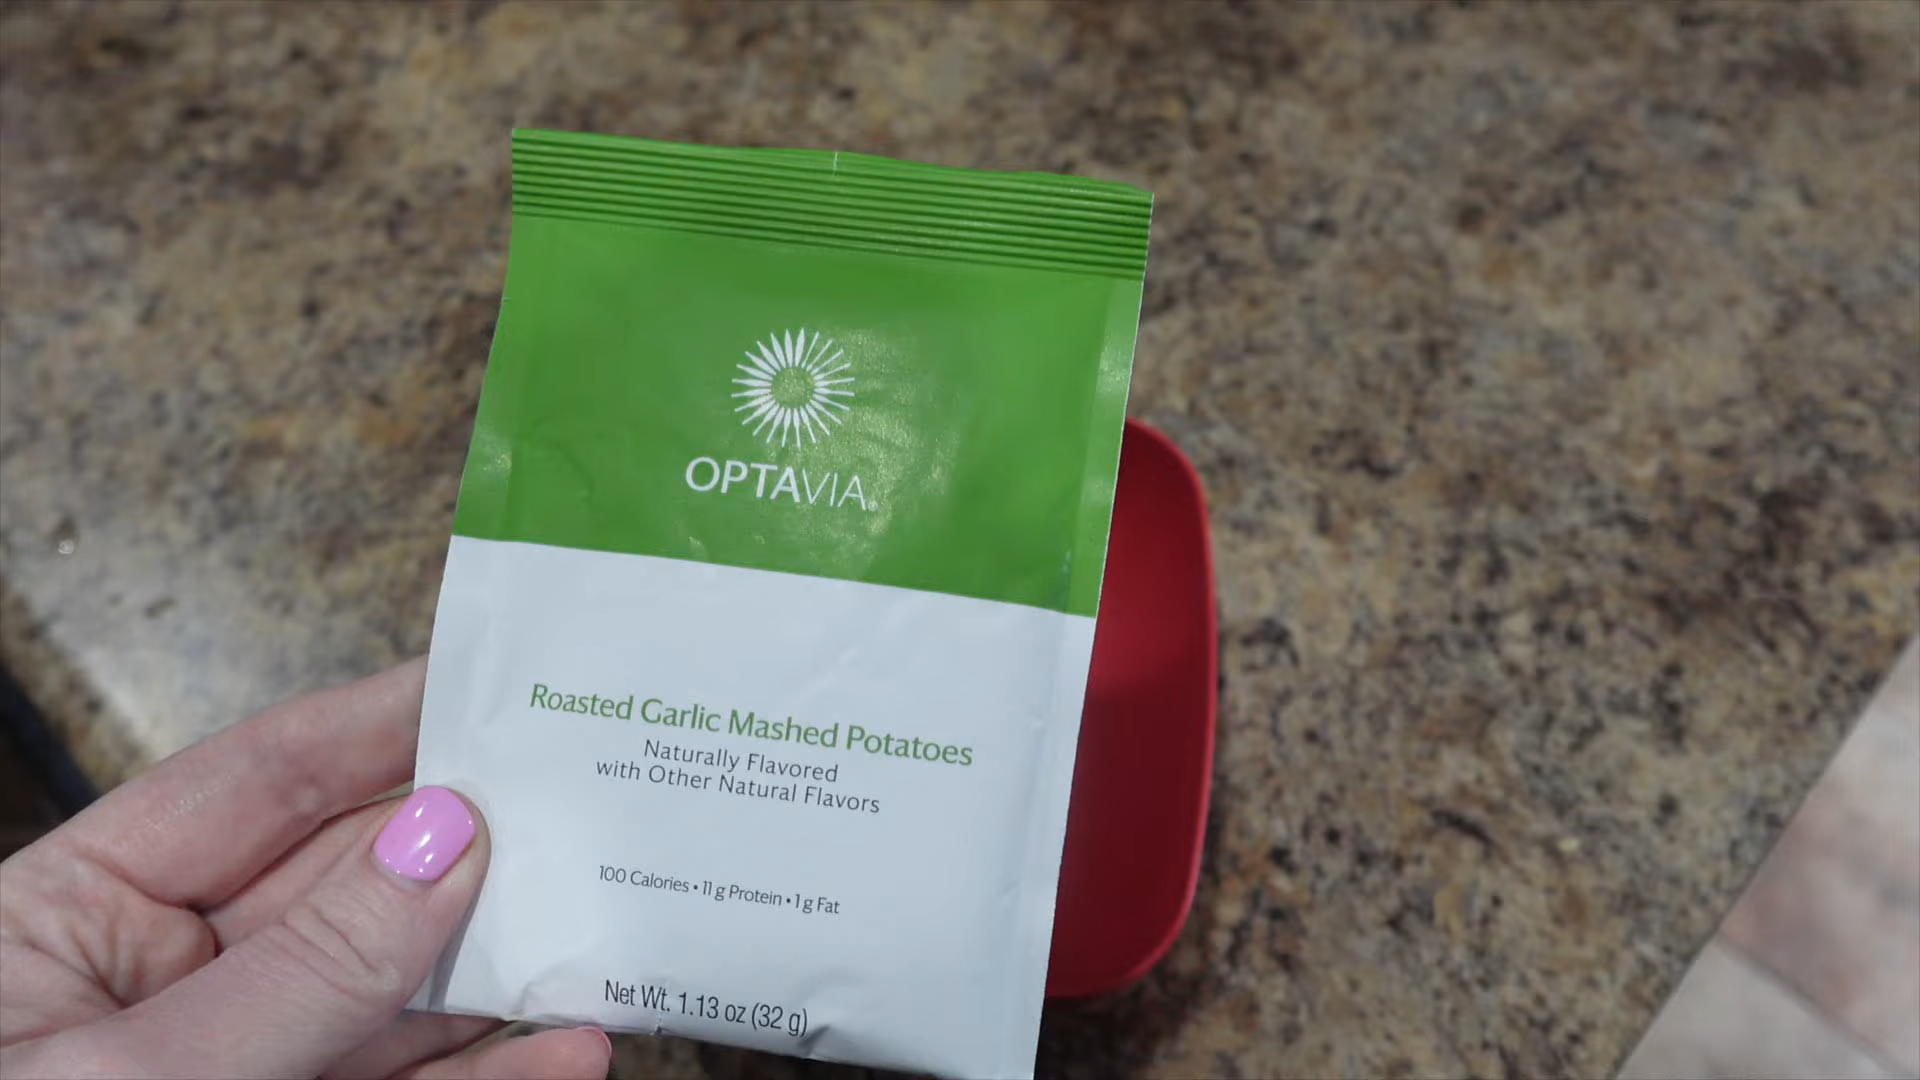 OPTAVIA®
Roasted Garlic Mashed Potatoes
Naturally Flavored
with Other Natural Flavors
100 Calories • 11 g Protein • 1 g Fat
Net Wt. 1.13 oz (32 g)